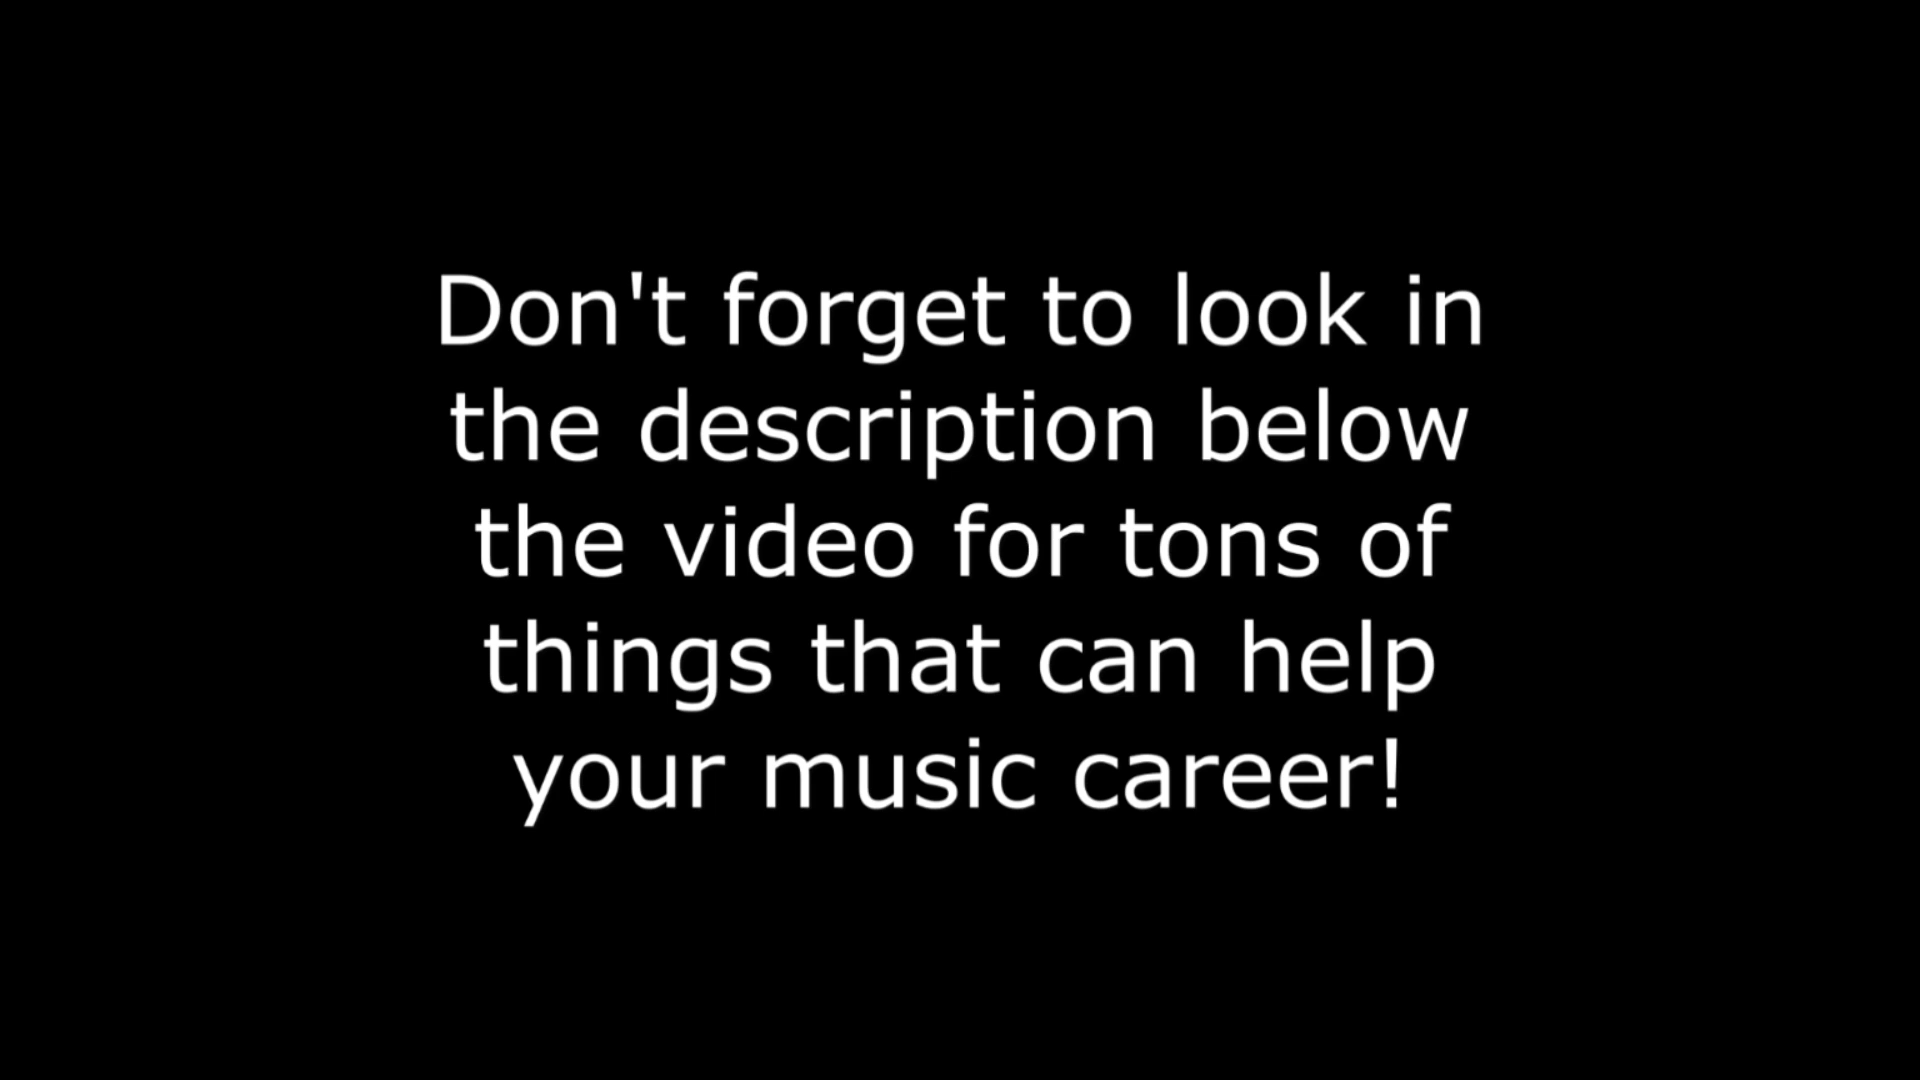 Don't forget to look in
the description below
the video for tons of
things that can help
your music career!